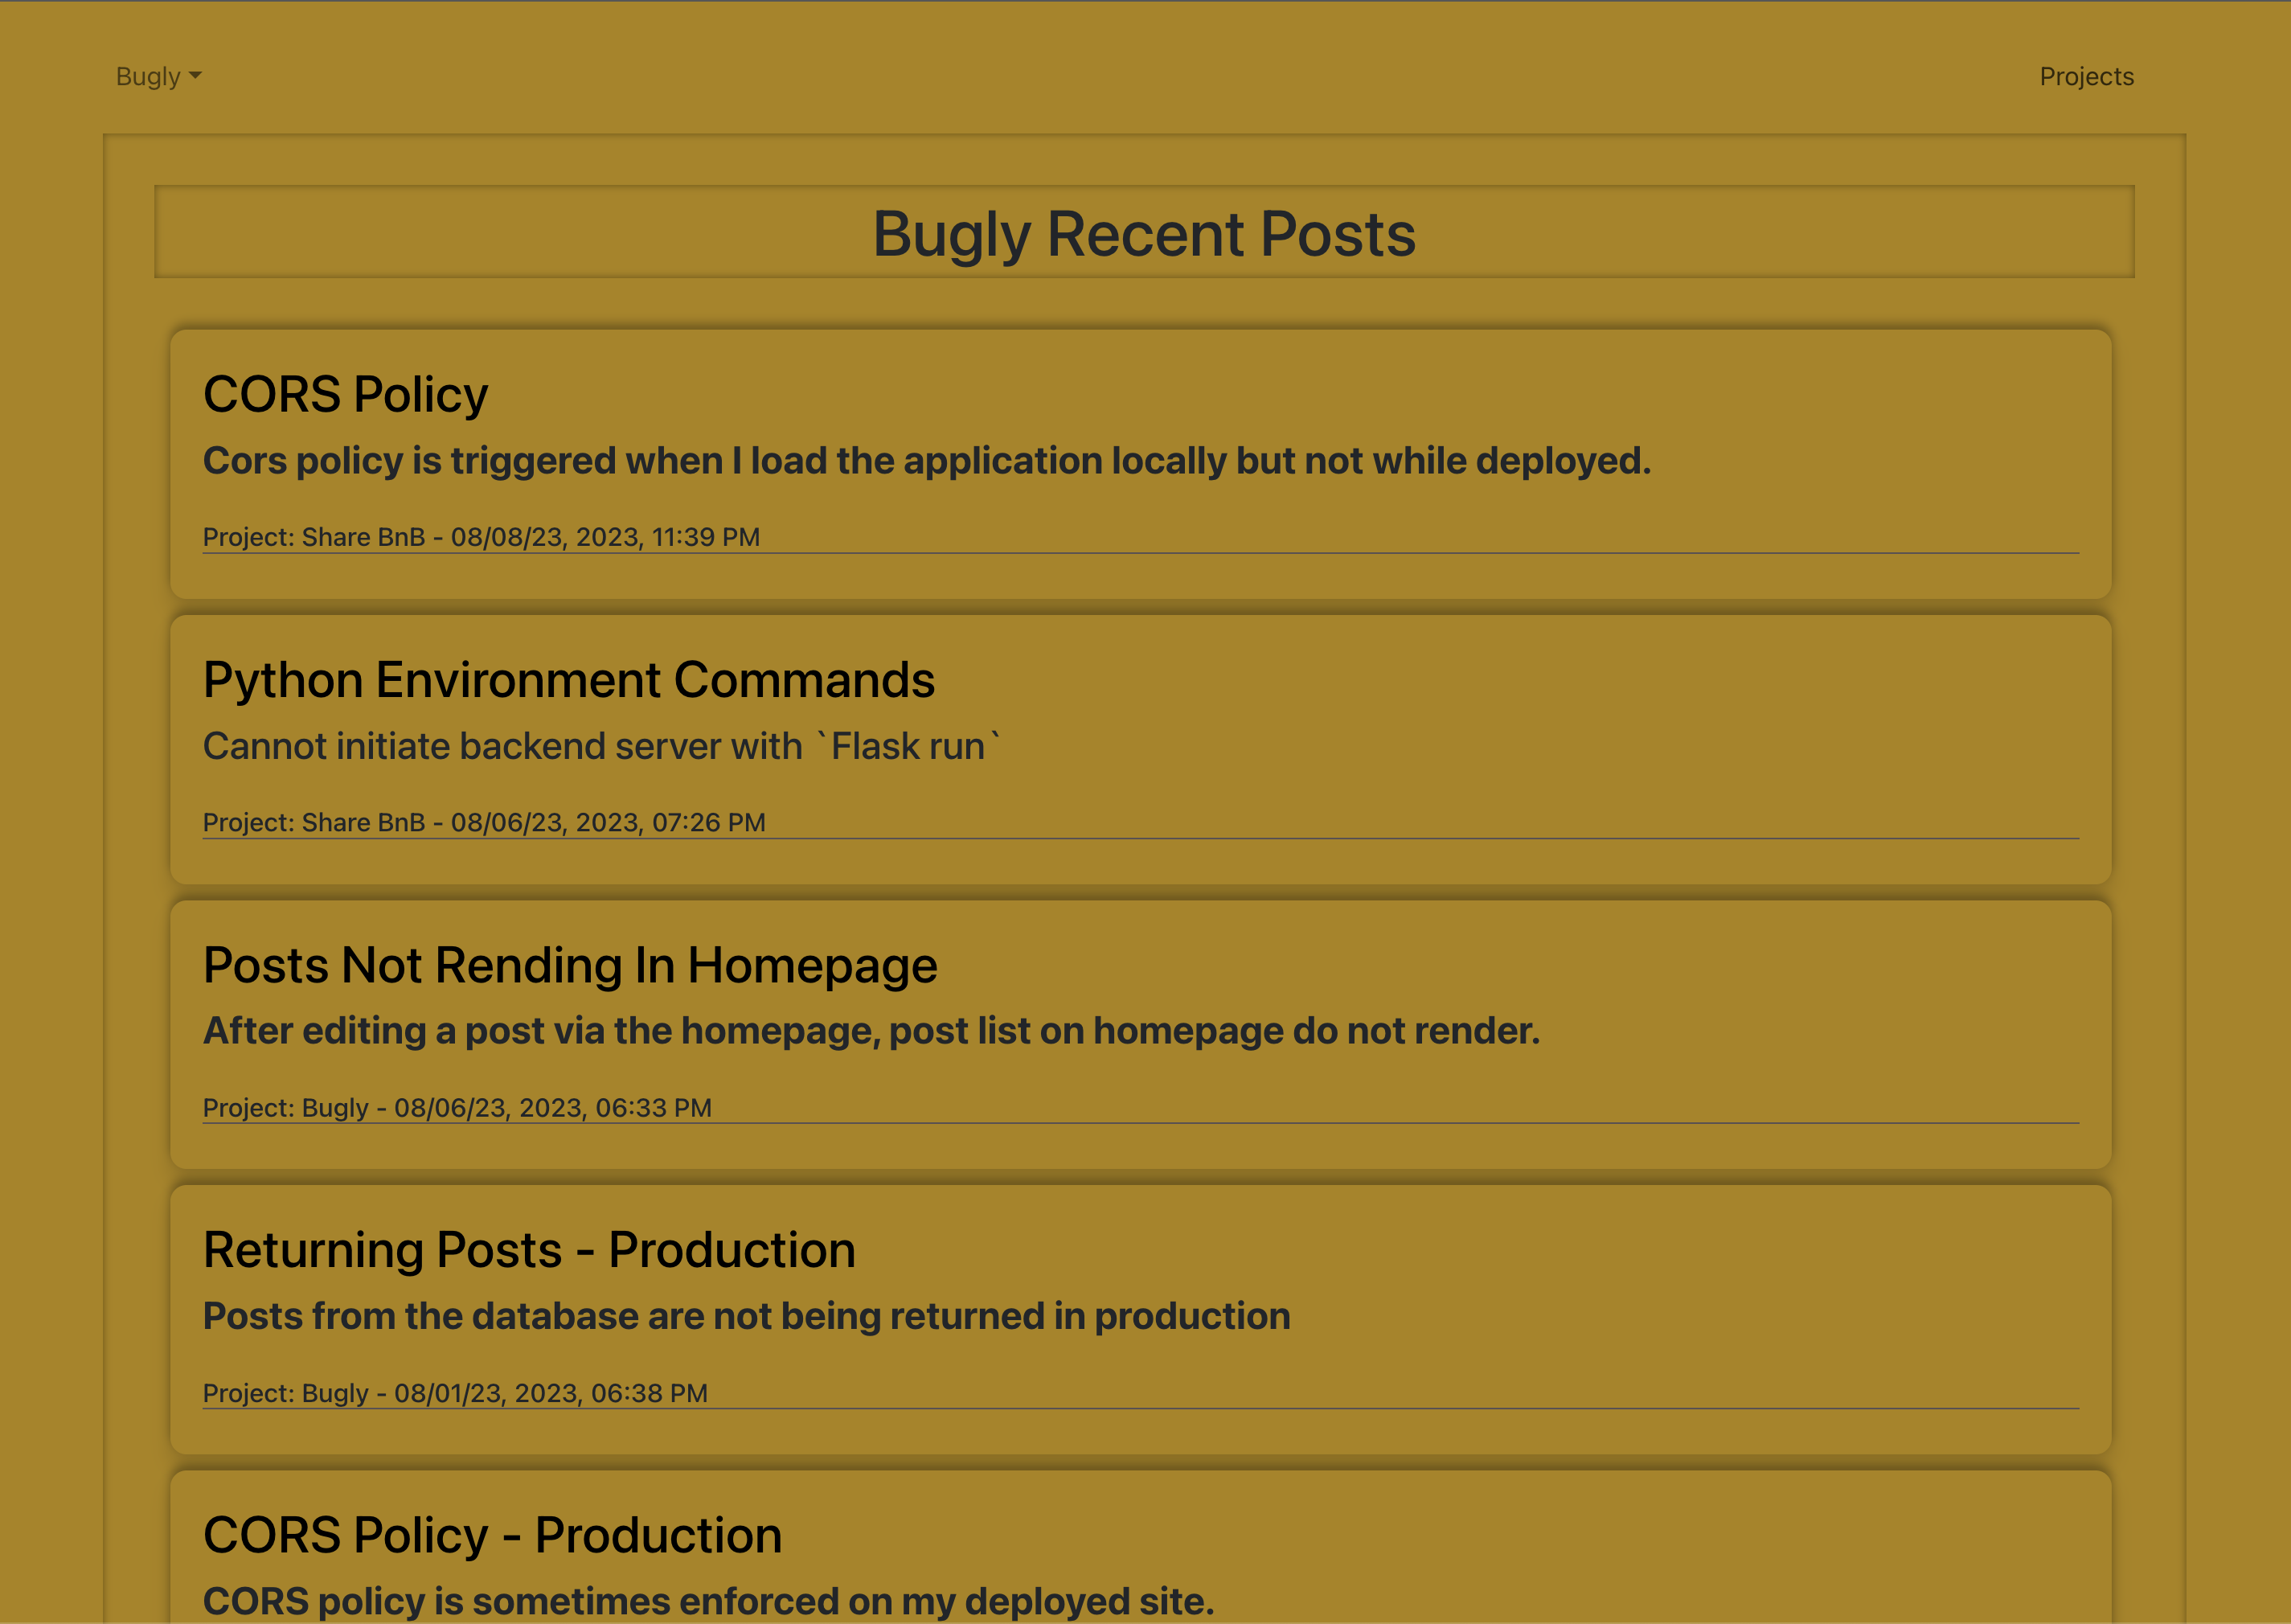 Bugly
Projects
Bugly Recent Posts
CORS Policy
Cors policy is triggered when I load the application locally but not while deployed.
Project: Share BnB - 08/08/23, 2023, 11:39 PM
Python Environment Commands
Cannot initiate backend server with `Flask run`
Project: Share BnB - 08/06/23, 2023, 07:26 PM
Posts Not Rending In Homepage
After editing a post via the homepage, post list on homepage do not render.
Project: Bugly - 08/06/23, 2023, 06:33 PM
Returning Posts - Production
Posts from the database are not being returned in production
Project: Bugly - 08/01/23, 2023, 06:38 PM
CORS Policy - Production
CORS policy is sometimes enforced on my deployed site.